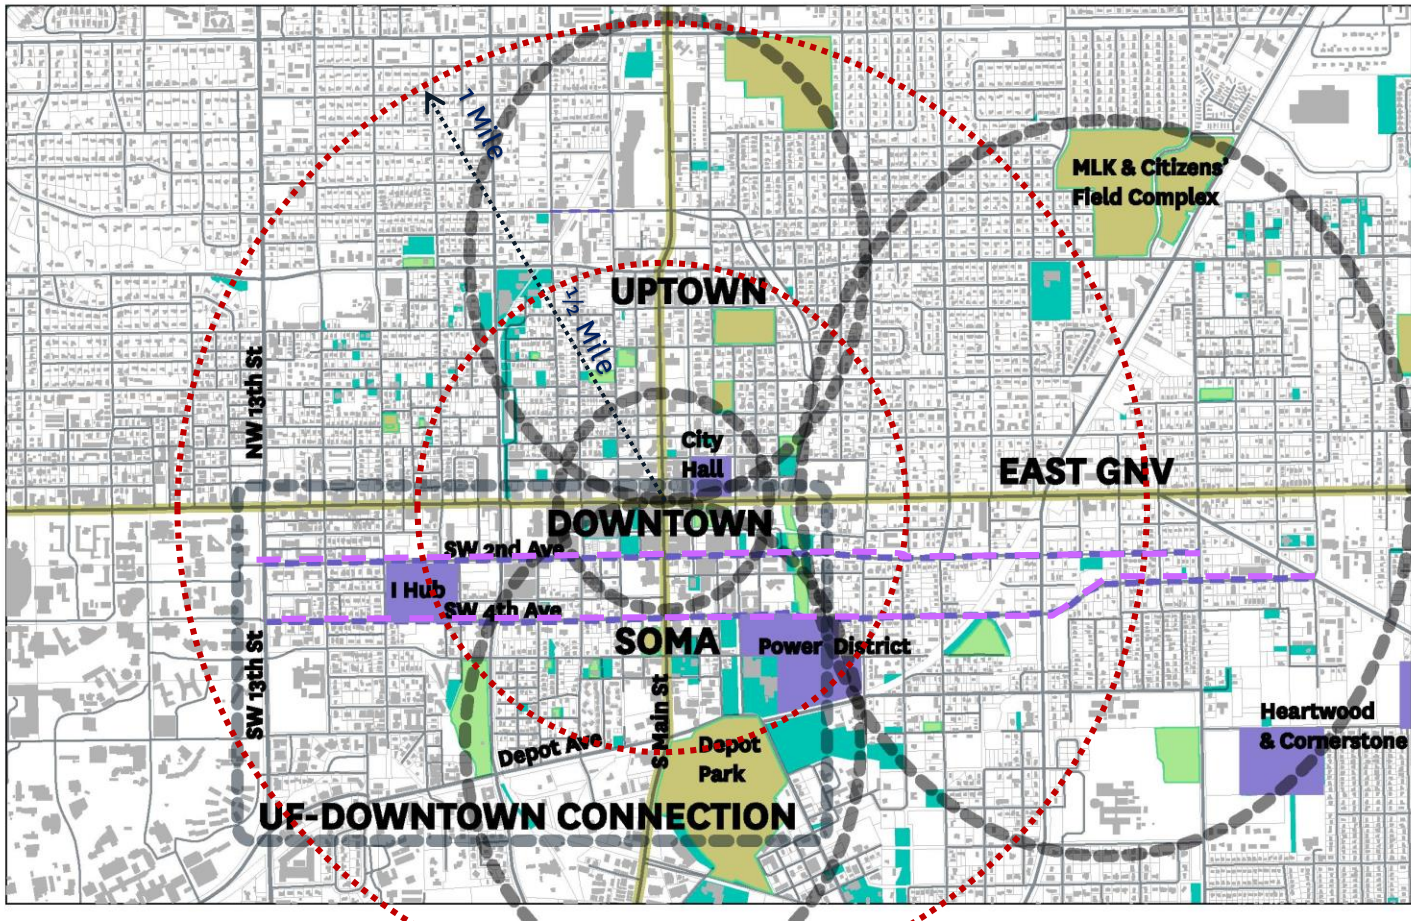 1 Mile
MLK & Citizens'
Field Complex
UPTOWN
1/2 Mile
NW 13th St
City
Hall
EAST GNV
DOWNTOWN
SW 2nd Ave
I Hub
SW 4th Ave
SOMA
Power District
SW 13th St
S Main St
Heartwood
& Cornerstone
Depot Ave
Depot
Park
UF-DOWNTOWN CONNECTION